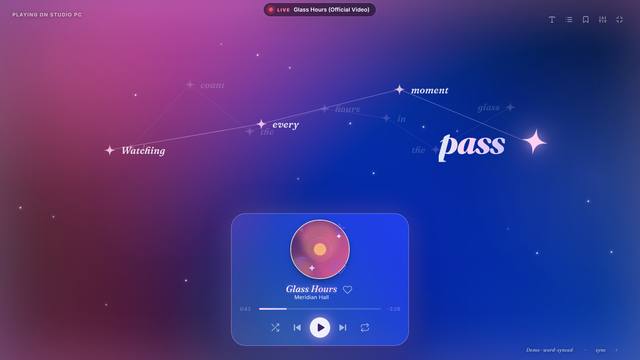 PLAYING ON STUDIO PC
LIVE Glass Hours (Official Video)
Watching every moment pass
count the hours in the glass
Glass Hours
Meridian Hall
0:42
-3:08
Demo · word-synced
sync